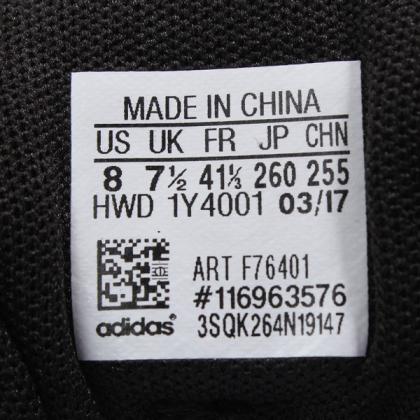 MADE IN CHINA
US UK FR JP CHN
8 7½ 41⅓ 260 255
HWD 1Y4001 03/17
ART F76401
#116963576
adidas® 3SQK264N19147